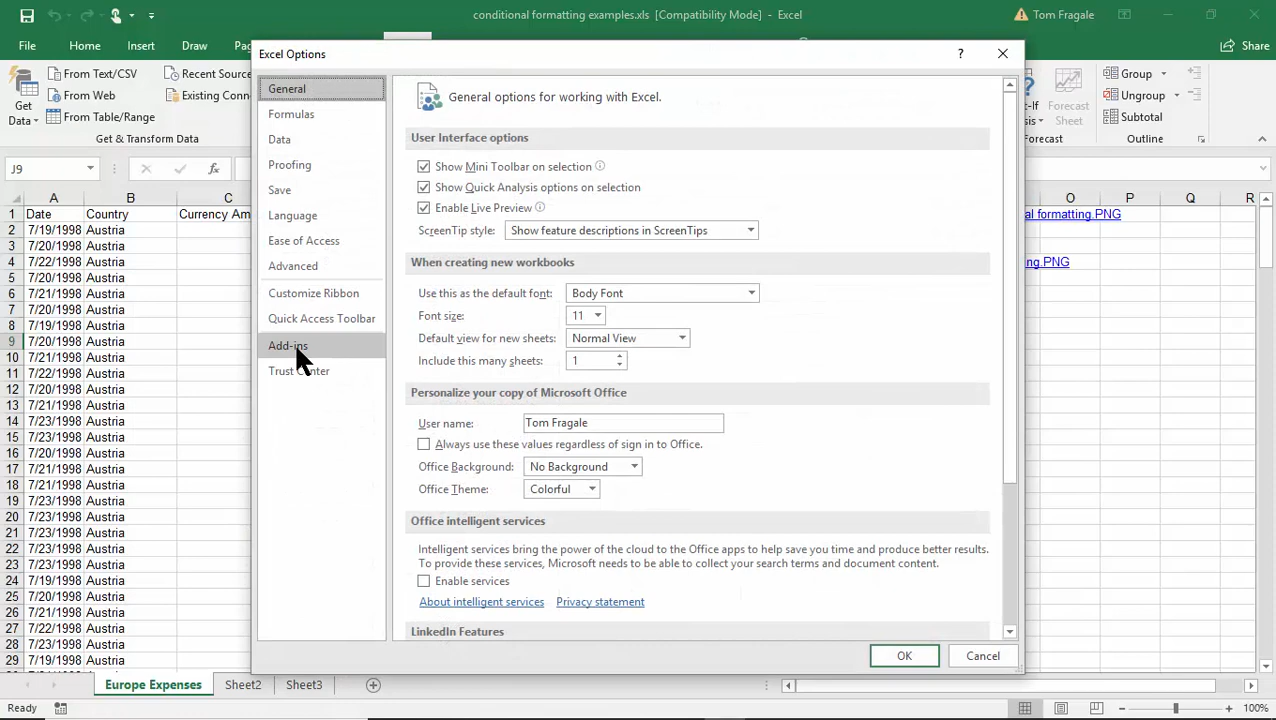 conditional formatting examples.xls [Compatibility Mode] - Excel
Tom Fragale
File
Home
Insert
Draw
Share
Excel Options
Get
Data
From Text/CSV
From Web
From Table/Range
Recent
Existing
Get & Transform Data
Forecast
Sheet
Group
Ungroup
Subtotal
Outline
J9
A
B
C
O
P
Q
R
1 Date Country Currency
2 7/19/1998 Austria
3 7/20/1998 Austria
4 7/22/1998 Austria
5 7/20/1998 Austria
6 7/21/1998 Austria
7 7/20/1998 Austria
8 7/19/1998 Austria
9 7/20/1998 Austria
10 7/21/1998 Austria
11 7/22/1998 Austria
12 7/20/1998 Austria
13 7/21/1998 Austria
14 7/23/1998 Austria
15 7/23/1998 Austria
16 7/20/1998 Austria
17 7/21/1998 Austria
18 7/21/1998 Austria
19 7/23/1998 Austria
20 7/23/1998 Austria
21 7/23/1998 Austria
22 7/23/1998 Austria
23 7/23/1998 Austria
24 7/19/1998 Austria
25 7/20/1998 Austria
26 7/21/1998 Austria
27 7/22/1998 Austria
28 7/23/1998 Austria
29 7/19/1998 Austria
al formatting.PNG
ng.PNG
General
Formulas
Data
Proofing
Save
Language
Ease of Access
Advanced
Customize Ribbon
Quick Access Toolbar
Add-ins
Trust Center
General options for working with Excel.
User Interface options
Show Mini Toolbar on selection
Show Quick Analysis options on selection
Enable Live Preview
ScreenTip style: Show feature descriptions in ScreenTips
When creating new workbooks
Use this as the default font: Body Font
Font size: 11
Default view for new sheets: Normal View
Include this many sheets: 1
Personalize your copy of Microsoft Office
User name: Tom Fragale
Always use these values regardless of sign in to Office.
Office Background: No Background
Office Theme: Colorful
Office intelligent services
Intelligent services bring the power of the cloud to the Office apps to help save you time and produce better results.
To provide these services, Microsoft needs to be able to collect your search terms and document content.
Enable services
About intelligent services Privacy statement
LinkedIn Features
OK Cancel
Europe Expenses Sheet2 Sheet3
Ready
100%